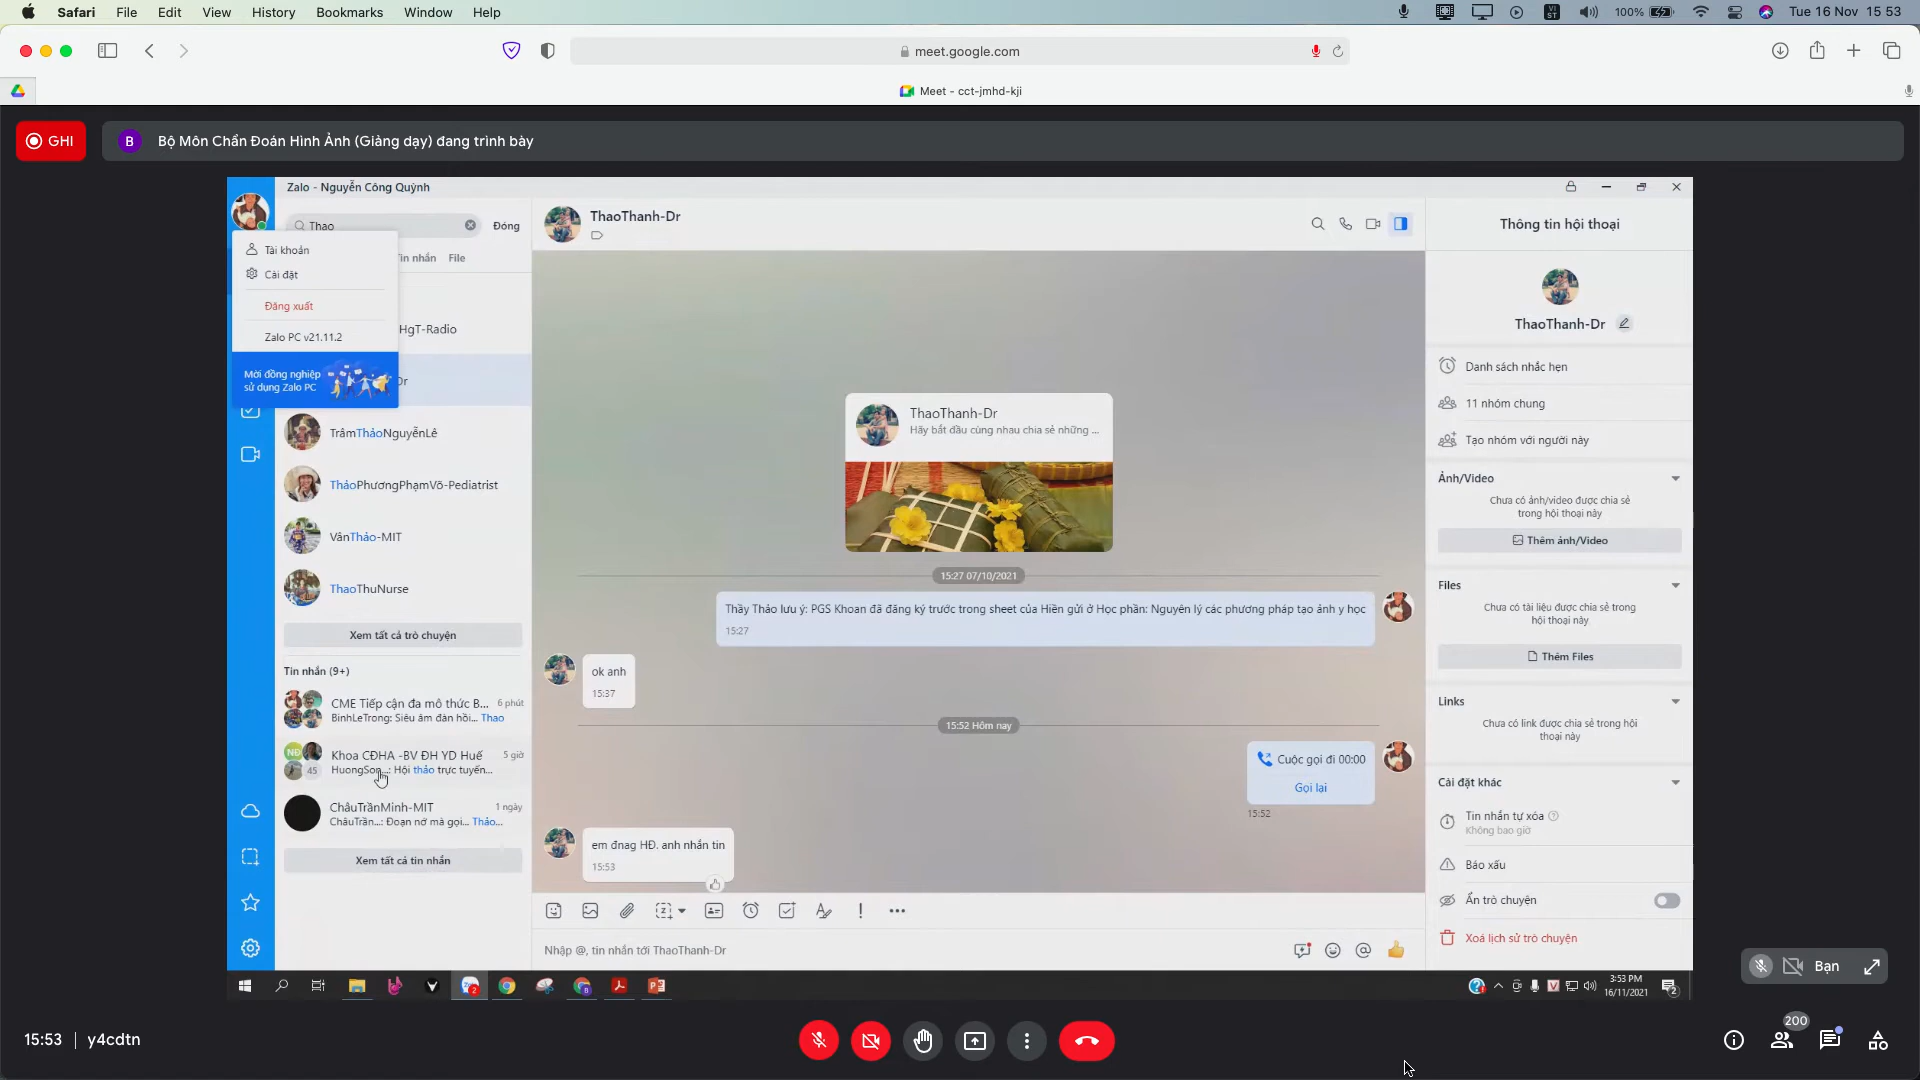 Safari File Edit View History Bookmarks Window Help
VI
ST
100%
Tue 16 Nov 15 53
meet.google.com
Meet - cct-jmhd-kji
GHI
B
Bộ Môn Chẩn Đoán Hình Ảnh (Giảng dạy) đang trình bày
Zalo - Nguyễn Công Quỳnh
Thao
Đóng
Tin nhắn File
Tài khoản
Cài đặt
Đăng xuất
Zalo PC v21.11.2
Mời đồng nghiệp
sử dụng Zalo PC
HgT-Radio
Dr
TrâmThảoNguyễnLê
ThảoPhươngPhạmVõ-Pediatrist
VânThảo-MIT
ThaoThuNurse
Xem tất cả trò chuyện
Tin nhắn (9+)
CME Tiếp cận đa mô thức B... 6 phút
BinhLeTrong: Siêu âm đàn hồi... Thao
NĐ
45
Khoa CĐHA -BV ĐH YD Huế 5 giờ
HuongSon...: Hội thảo trực tuyến...
ChâuTrầnMinh-MIT 1 ngày
ChâuTrần...: Đoạn nớ mà gọi... Thảo...
Xem tất cả tin nhắn
ThaoThanh-Dr
ThaoThanh-Dr
Hãy bắt đầu cùng nhau chia sẻ những ...
15:27 07/10/2021
Thầy Thảo lưu ý: PGS Khoan đã đăng ký trước trong sheet của Hiền gửi ở Học phần: Nguyên lý các phương pháp tạo ảnh y học
15:27
ok anh
15:37
15:52 Hôm nay
Cuộc gọi đi 00:00
Gọi lại
15:52
em đnag HĐ. anh nhắn tin
15:53
Nhập @, tin nhắn tới ThaoThanh-Dr
Thông tin hội thoại
ThaoThanh-Dr
Danh sách nhắc hẹn
11 nhóm chung
Tạo nhóm với người này
Ảnh/Video
Chưa có ảnh/video được chia sẻ
trong hội thoại này
Thêm ảnh/Video
Files
Chưa có tài liệu được chia sẻ trong
hội thoại này
Thêm Files
Links
Chưa có link được chia sẻ trong hội
thoại này
Cài đặt khác
Tin nhắn tự xóa
Không bao giờ
Báo xấu
Ẩn trò chuyện
Xoá lịch sử trò chuyện
3:53 PM
16/11/2021
2
Bạn
15:53 | y4cdtn
200